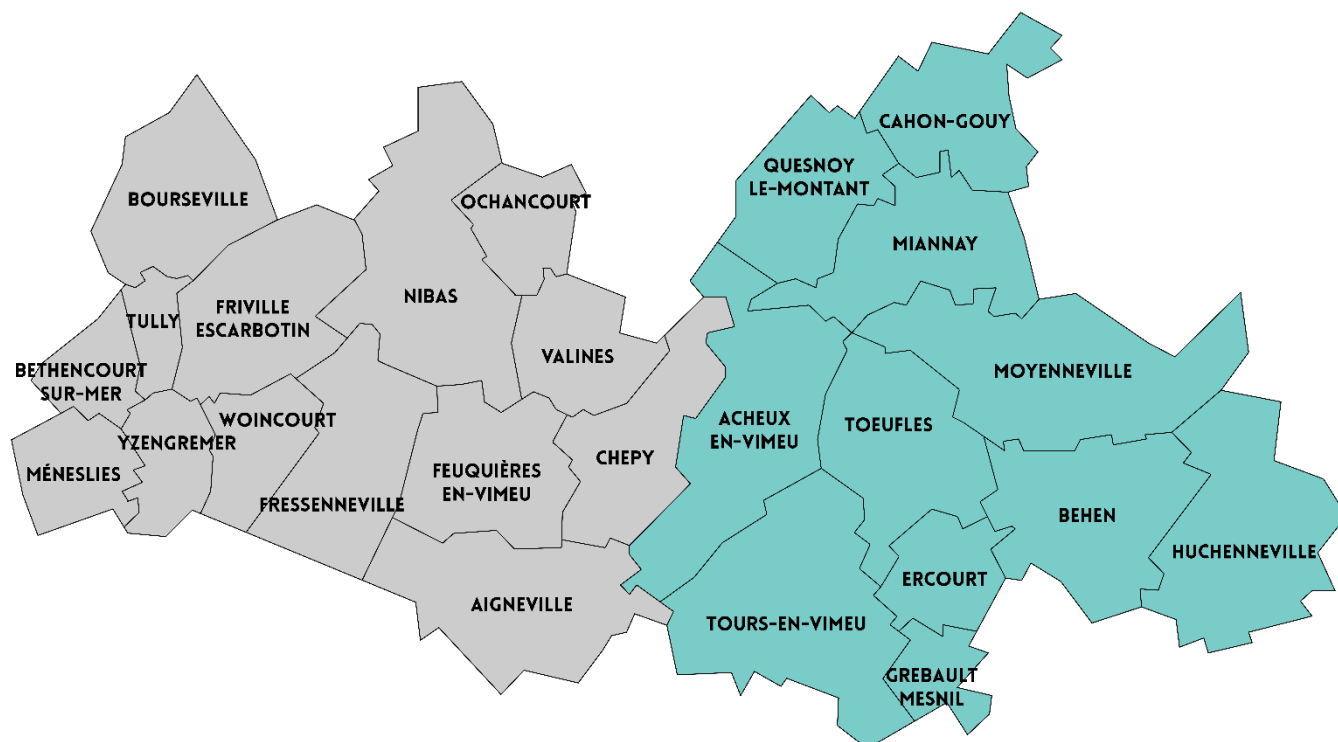 CAHON-GOUY
QUESNOY
LE-MONTANT
BOURSEVILLE
OCHANCOURT
MIANNAY
NIBAS
FRIVILLE
ESCARBOTIN
TULLY
VALINES
BETHENCOURT
SUR-MER
MOYENNEVILLE
WOINCOURT
ACHEUX
EN-VIMEU
TOEUFLES
YZENGREMER
CHEPY
MÉNESLIES
FEUQUIÈRES
EN-VIMEU
FRESSENNEVILLE
BEHEN
HUCHENNEVILLE
ERCOURT
AIGNEVILLE
TOURS-EN-VIMEU
GREBAULT
MESNIL